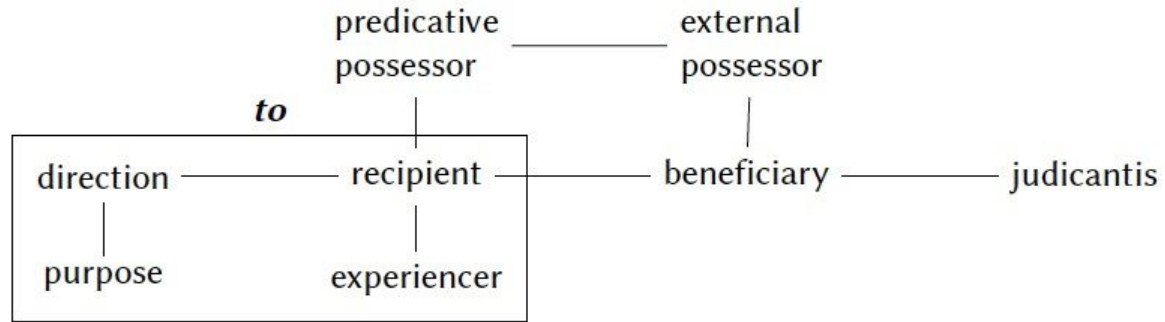 predicative external
possessor possessor
to
direction recipient beneficiary judicantis
purpose experiencer